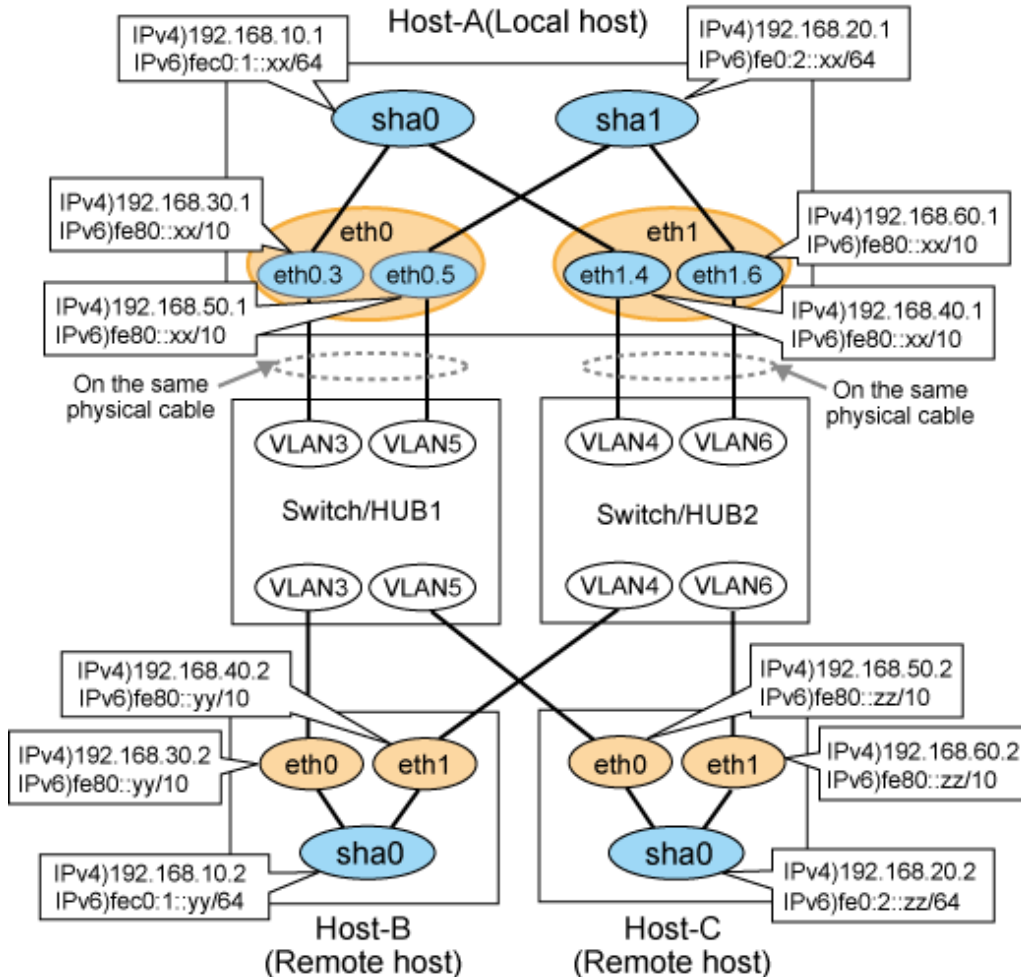 Host-A(Local host)
IPv4)192.168.10.1
IPv6)fec0:1::xx/64
IPv4)192.168.20.1
IPv6)fe0:2::xx/64
sha0
sha1
IPv4)192.168.30.1
IPv6)fe80::xx/10
eth0
eth1
IPv4)192.168.60.1
IPv6)fe80::xx/10
eth0.3
eth0.5
eth1.4
eth1.6
IPv4)192.168.50.1
IPv6)fe80::xx/10
IPv4)192.168.40.1
IPv6)fe80::xx/10
On the same
physical cable
On the same
physical cable
VLAN3
VLAN5
VLAN4
VLAN6
Switch/HUB1
Switch/HUB2
VLAN3
VLAN5
VLAN4
VLAN6
IPv4)192.168.40.2
IPv6)fe80::yy/10
IPv4)192.168.50.2
IPv6)fe80::zz/10
IPv4)192.168.30.2
IPv6)fe80::yy/10
eth0
eth1
eth0
eth1
IPv4)192.168.60.2
IPv6)fe80::zz/10
sha0
sha0
IPv4)192.168.10.2
IPv6)fec0:1::yy/64
IPv4)192.168.20.2
IPv6)fe0:2::zz/64
Host-B
(Remote host)
Host-C
(Remote host)